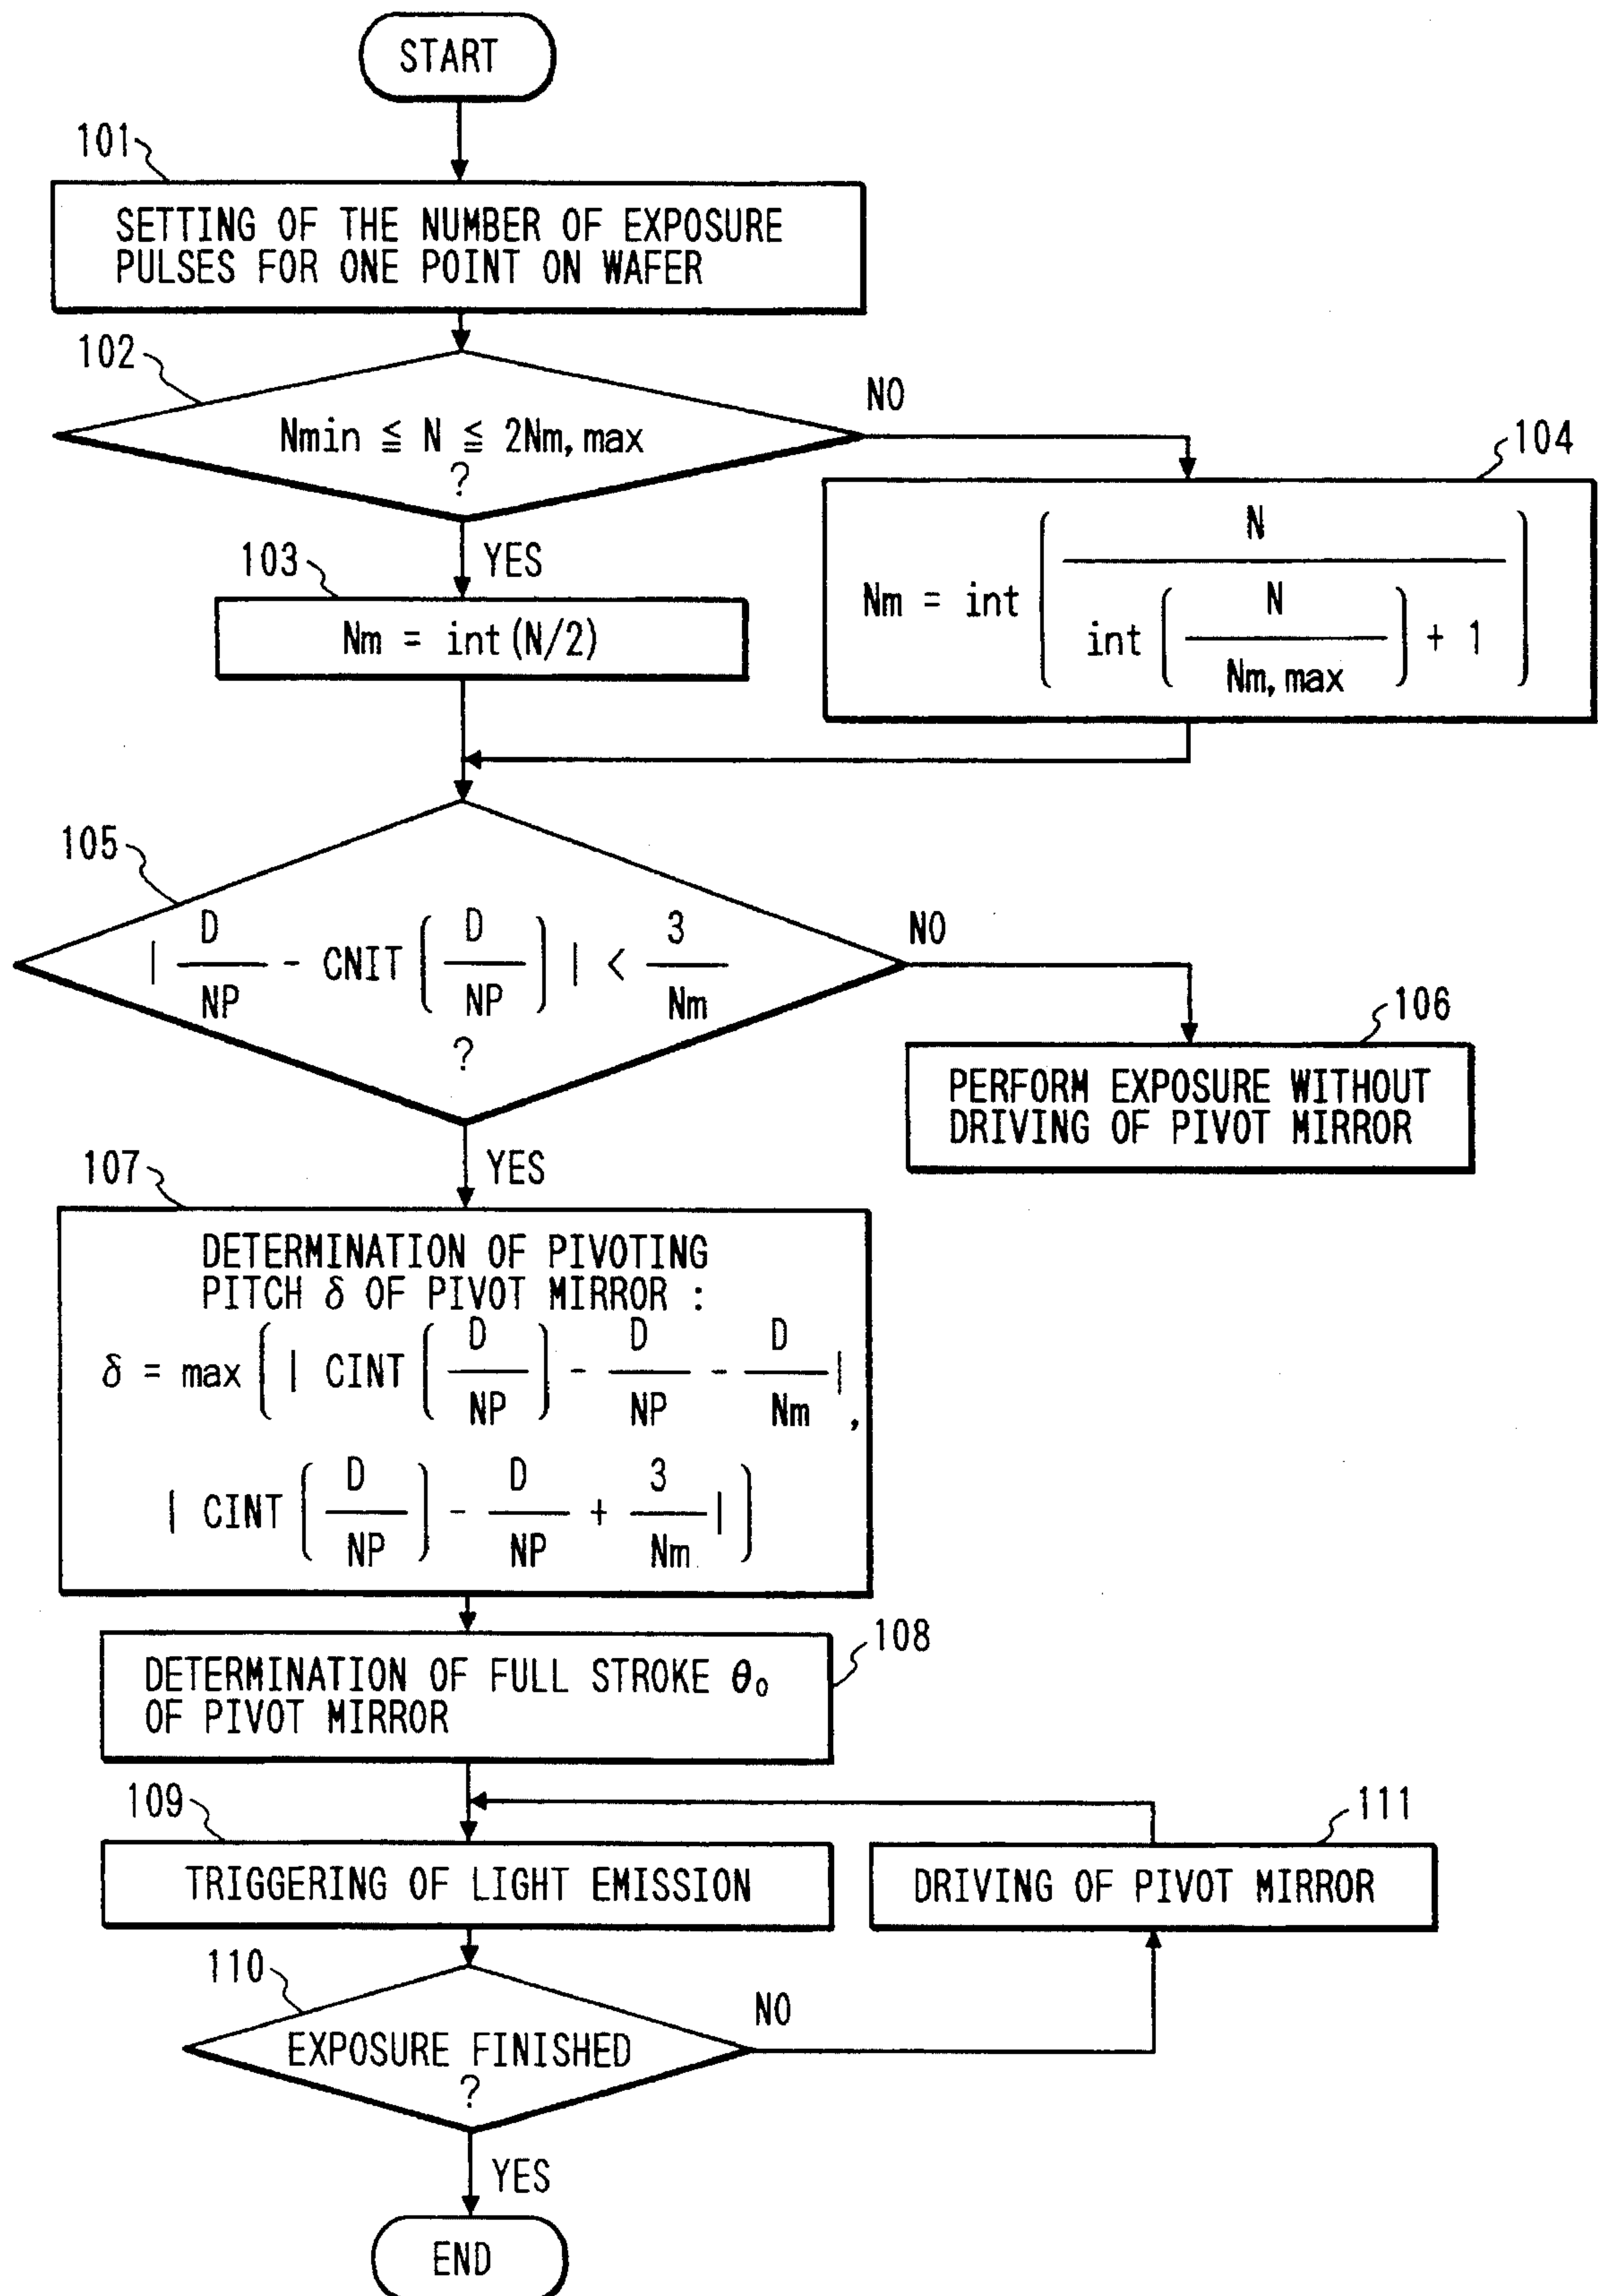 START
101
SETTING OF THE NUMBER OF EXPOSURE
PULSES FOR ONE POINT ON WAFER
102
Nmin ≦ N ≦ 2Nm,max
?
NO
YES
103
Nm = int(N/2)
104
N
Nm = int ( ―――― )
N
int ( ―――― ) + 1
Nm,max
105
D D 3
| ―― - CNIT ( ―― ) | < ――
NP NP Nm
?
NO
106
PERFORM EXPOSURE WITHOUT
DRIVING OF PIVOT MIRROR
YES
107
DETERMINATION OF PIVOTING
PITCH δ OF PIVOT MIRROR :
D D D
δ = max ( | CINT ( ―― ) - ―― - ―― |
NP NP Nm ,
D D 3
| CINT ( ―― ) - ―― + ―― | )
NP NP Nm
108
DETERMINATION OF FULL STROKE θ₀
OF PIVOT MIRROR
109
TRIGGERING OF LIGHT EMISSION
111
DRIVING OF PIVOT MIRROR
110
EXPOSURE FINISHED
?
NO
YES
END